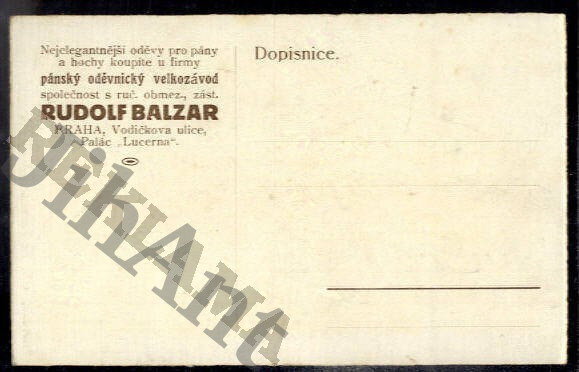 Nejelegantnější oděvy pro pány
a hochy koupíte u firmy
pánský oděvnický velkozávod
společnost s ruč. obmez., zást.
RUDOLF BALZAR
PRAHA, Vodičkova ulice,
Palác „Lucerna“.
Dopisnice.
REKLAMA